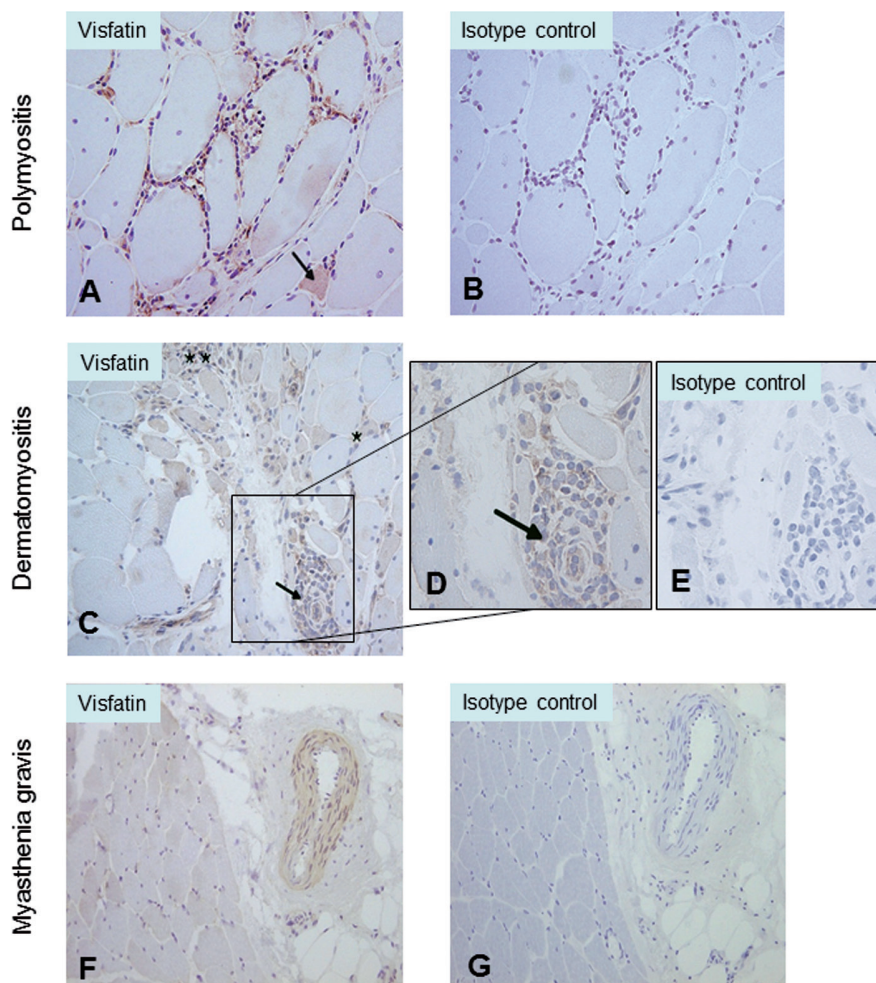 Polymyositis
Visfatin
A
Isotype control
B
Dermatomyositis
Visfatin
**
*
C
D
Isotype control
E
Myasthenia gravis
Visfatin
F
Isotype control
G